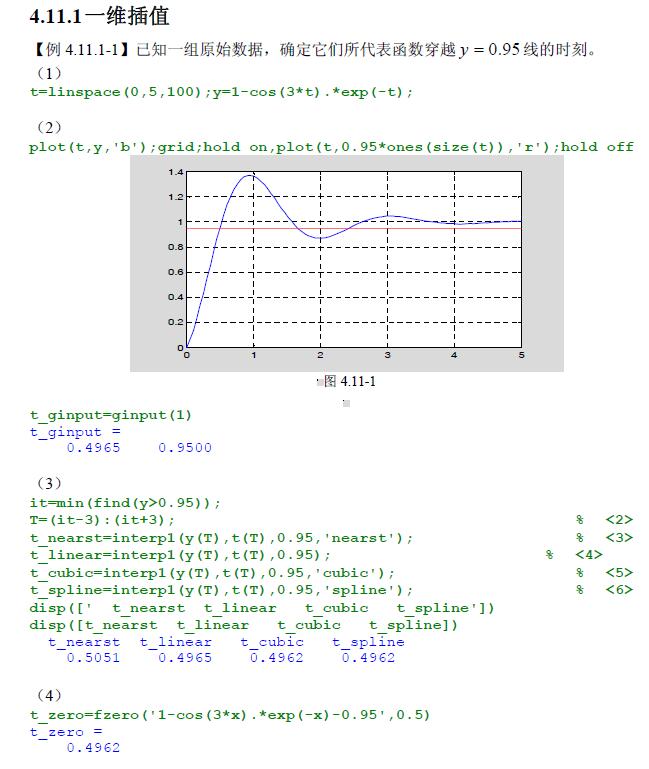 4.11.1一维插值
【例 4.11.1-1】已知一组原始数据，确定它们所代表函数穿越 y = 0.95 线的时刻。
（1）
t=linspace(0,5,100);y=1-cos(3*t).*exp(-t);
（2）
plot(t,y,'b');grid;hold on,plot(t,0.95*ones(size(t)),'r');hold off
1.4
1.2
1
0.8
0.6
0.4
0.2
0
0 1 2 3 4 5
图 4.11-1
t_ginput=ginput(1)
t_ginput =
0.4965 0.9500
（3）
it=min(find(y>0.95));
T=(it-3):(it+3); % <2>
t_nearst=interp1(y(T),t(T),0.95,'nearst'); % <3>
t_linear=interp1(y(T),t(T),0.95); % <4>
t_cubic=interp1(y(T),t(T),0.95,'cubic'); % <5>
t_spline=interp1(y(T),t(T),0.95,'spline'); % <6>
disp([' t_nearst t_linear t_cubic t_spline'])
disp([t_nearst t_linear t_cubic t_spline])
t_nearst t_linear t_cubic t_spline
0.5051 0.4965 0.4962 0.4962
（4）
t_zero=fzero('1-cos(3*x).*exp(-x)-0.95',0.5)
t_zero =
0.4962